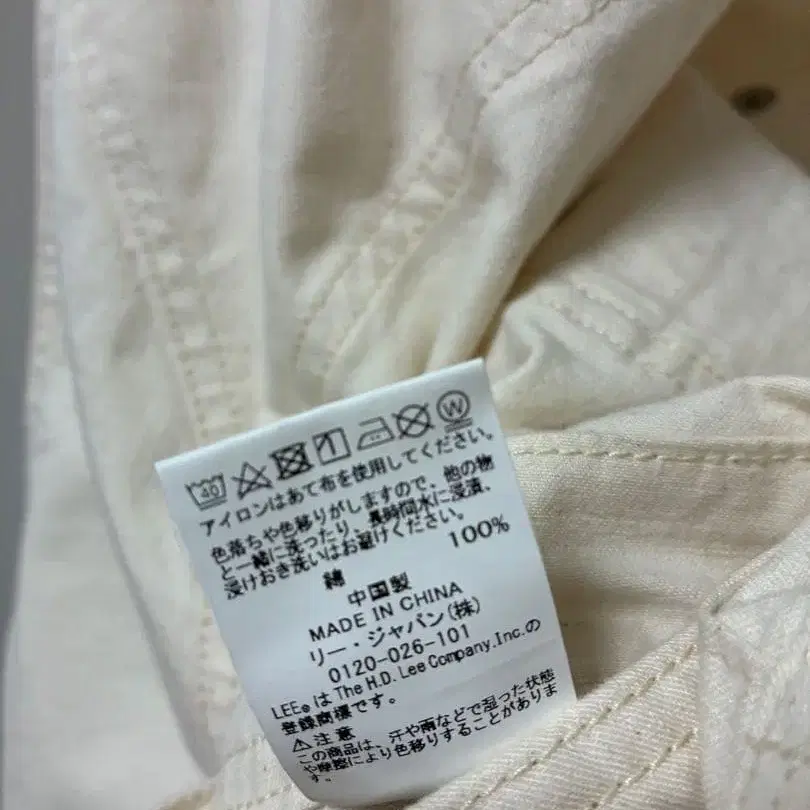 40 W
アイロンはあて布を使用してください。
色落ちや色移りがしますので、他の物
と一緒に洗ったり、長時間水に浸漬、
浸けおき洗いはお避けください。
綿 100%
中国製
MADE IN CHINA
リー・ジャパン(株)
0120-026-101
LEE®は The H.D. Lee Company.Inc.の
登録商標です。
⚠注意
この商品は、汗や雨などで湿った状態
や摩擦により色移りすることがありま
す。